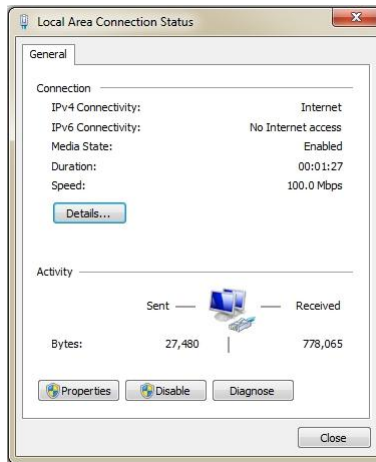 Local Area Connection Status
General
Connection
IPv4 Connectivity: Internet
IPv6 Connectivity: No Internet access
Media State: Enabled
Duration: 00:01:27
Speed: 100.0 Mbps
Details...
Activity
Sent Received
Bytes: 27,480 778,065
Properties Disable Diagnose
Close